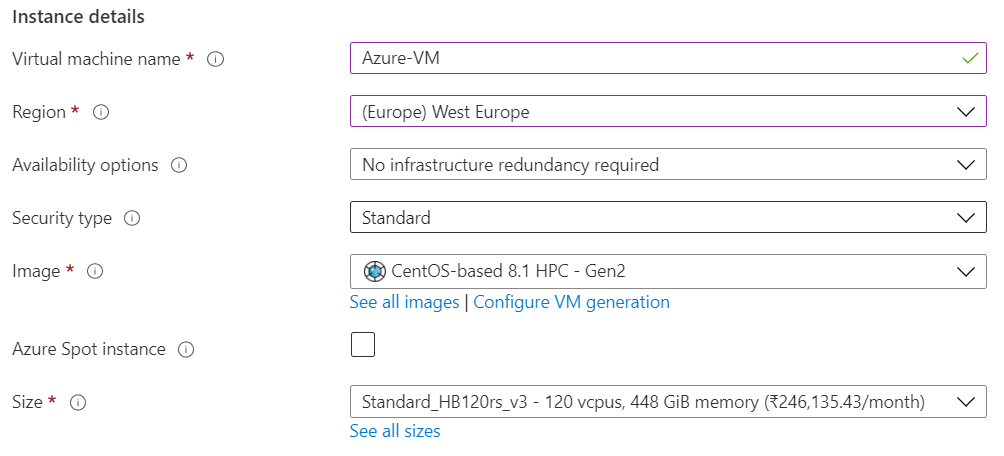 Instance details
Virtual machine name * Azure-VM
Region * (Europe) West Europe
Availability options No infrastructure redundancy required
Security type Standard
Image * CentOS-based 8.1 HPC - Gen2
See all images | Configure VM generation
Azure Spot instance
Size * Standard_HB120rs_v3 - 120 vcpus, 448 GiB memory (₹246,135.43/month)
See all sizes